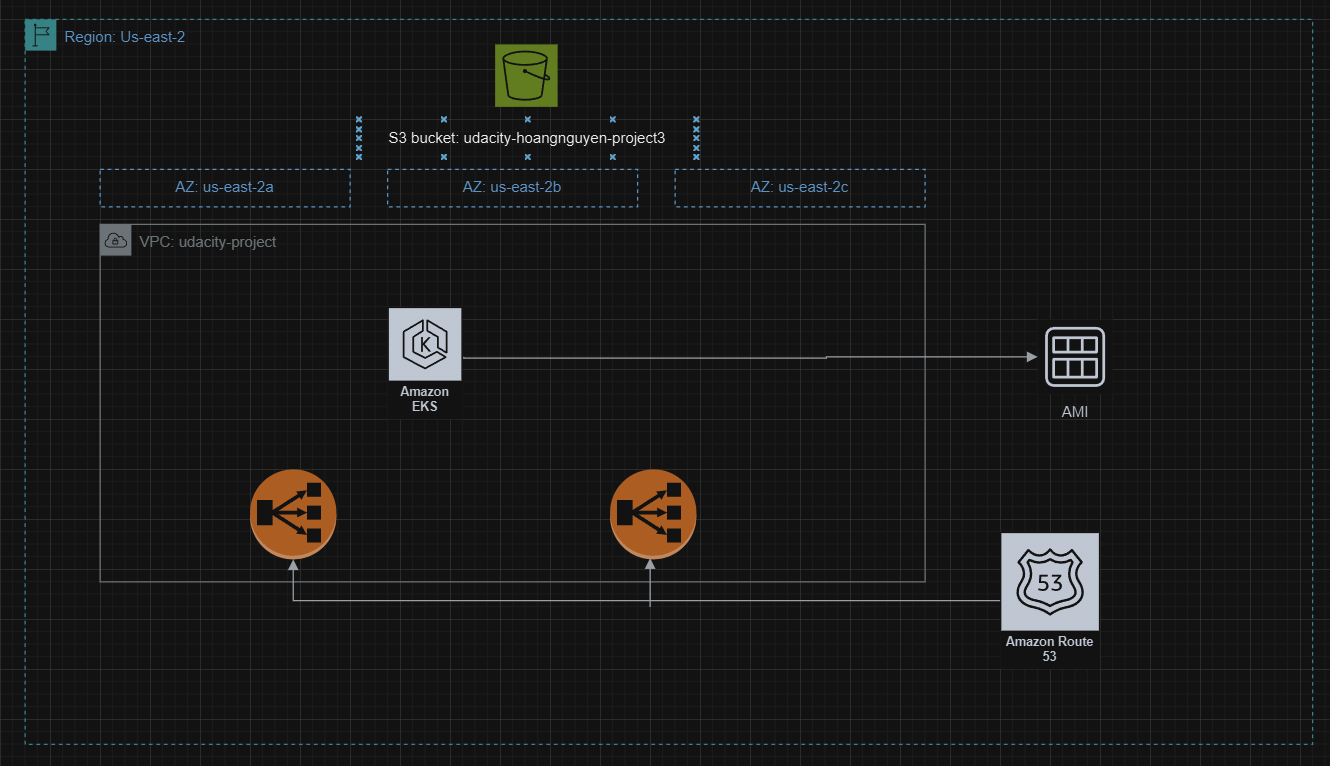 Region: Us-east-2
S3 bucket: udacity-hoangnguyen-project3
AZ: us-east-2a
AZ: us-east-2b
AZ: us-east-2c
VPC: udacity-project
K
Amazon
EKS
AMI
53
Amazon Route
53